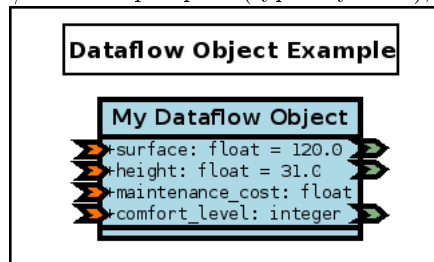 Dataflow Object Example
My Dataflow Object
+surface: float = 120.0
+height: float = 31.0
+maintenance_cost: float
+comfort_level: integer